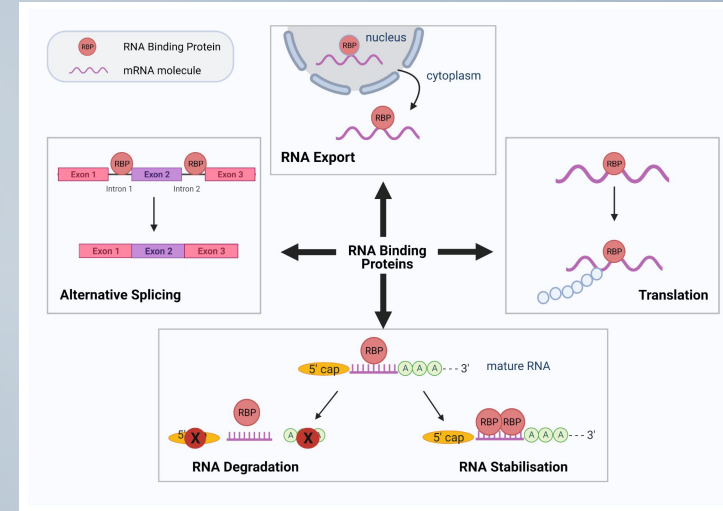 RBP
RNA Binding Protein
mRNA molecule
RBP
nucleus
cytoplasm
RBP
RNA Export
RBP
RBP
Exon 1
Exon 2
Exon 3
Intron 1
Intron 2
Exon 1
Exon 2
Exon 3
Alternative Splicing
RNA Binding
Proteins
RBP
RBP
Translation
RBP
5' cap
A A A
3'
mature RNA
RBP
5'
X
A
X
RNA Degradation
RBP RBP
5' cap
A A A
3'
RNA Stabilisation